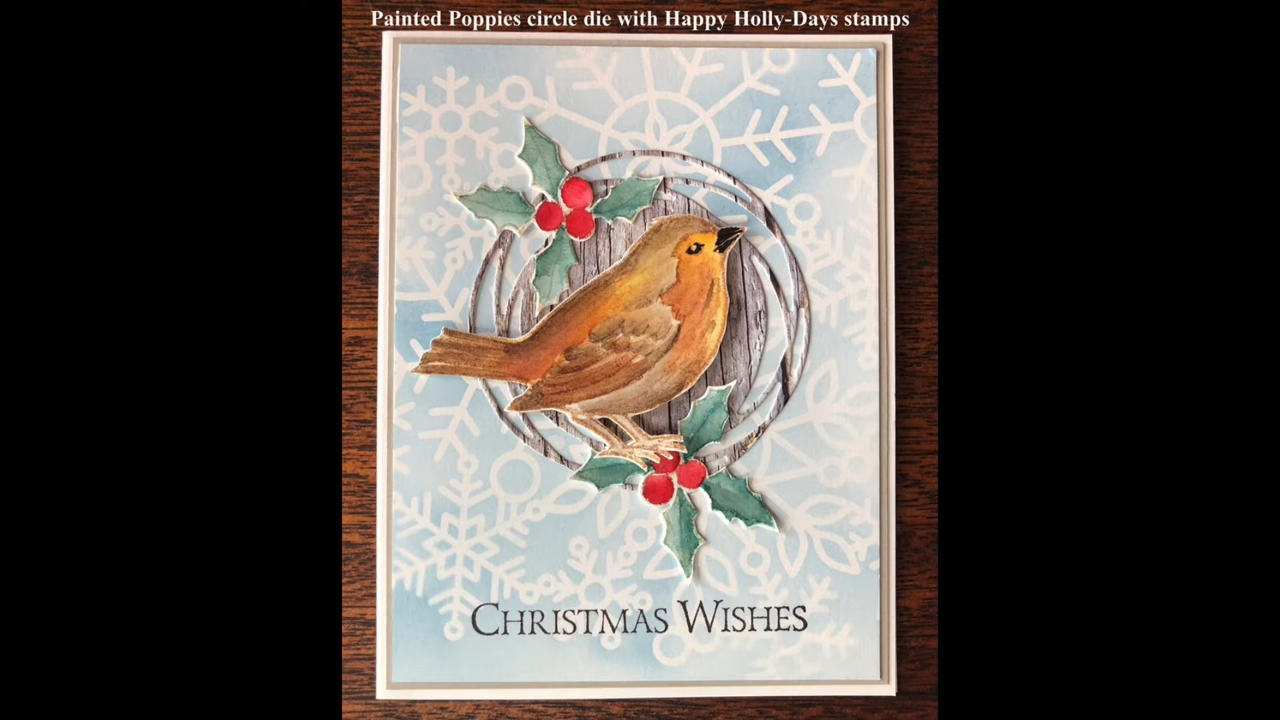 Painted Poppies circle die with Happy Holly-Days stamps
CHRISTMAS WISHES